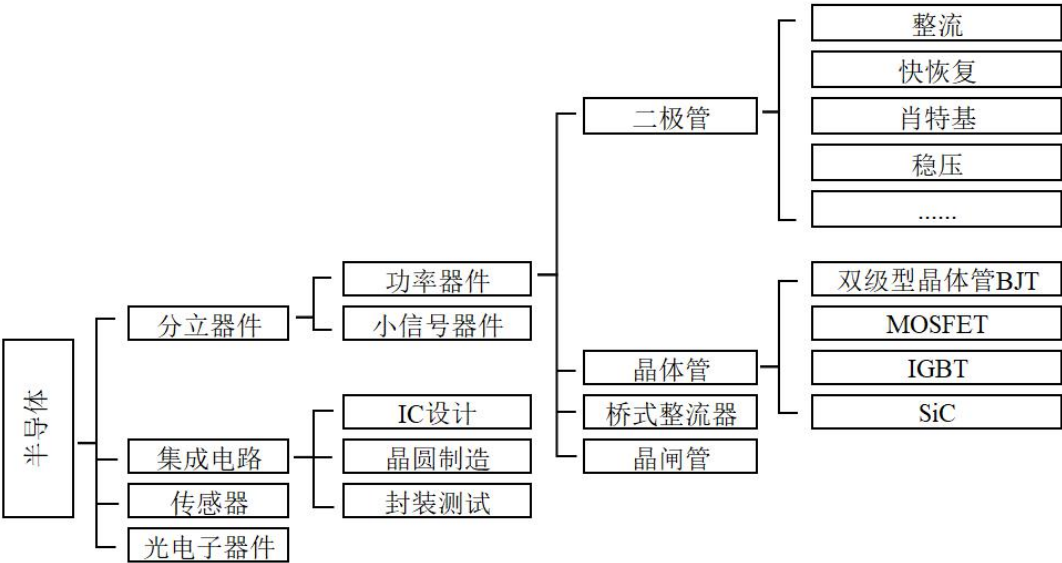 半导体
分立器件
集成电路
传感器
光电子器件
功率器件
小信号器件
IC设计
晶圆制造
封装测试
二极管
晶体管
桥式整流器
晶闸管
整流
快恢复
肖特基
稳压
......
双级型晶体管BJT
MOSFET
IGBT
SiC